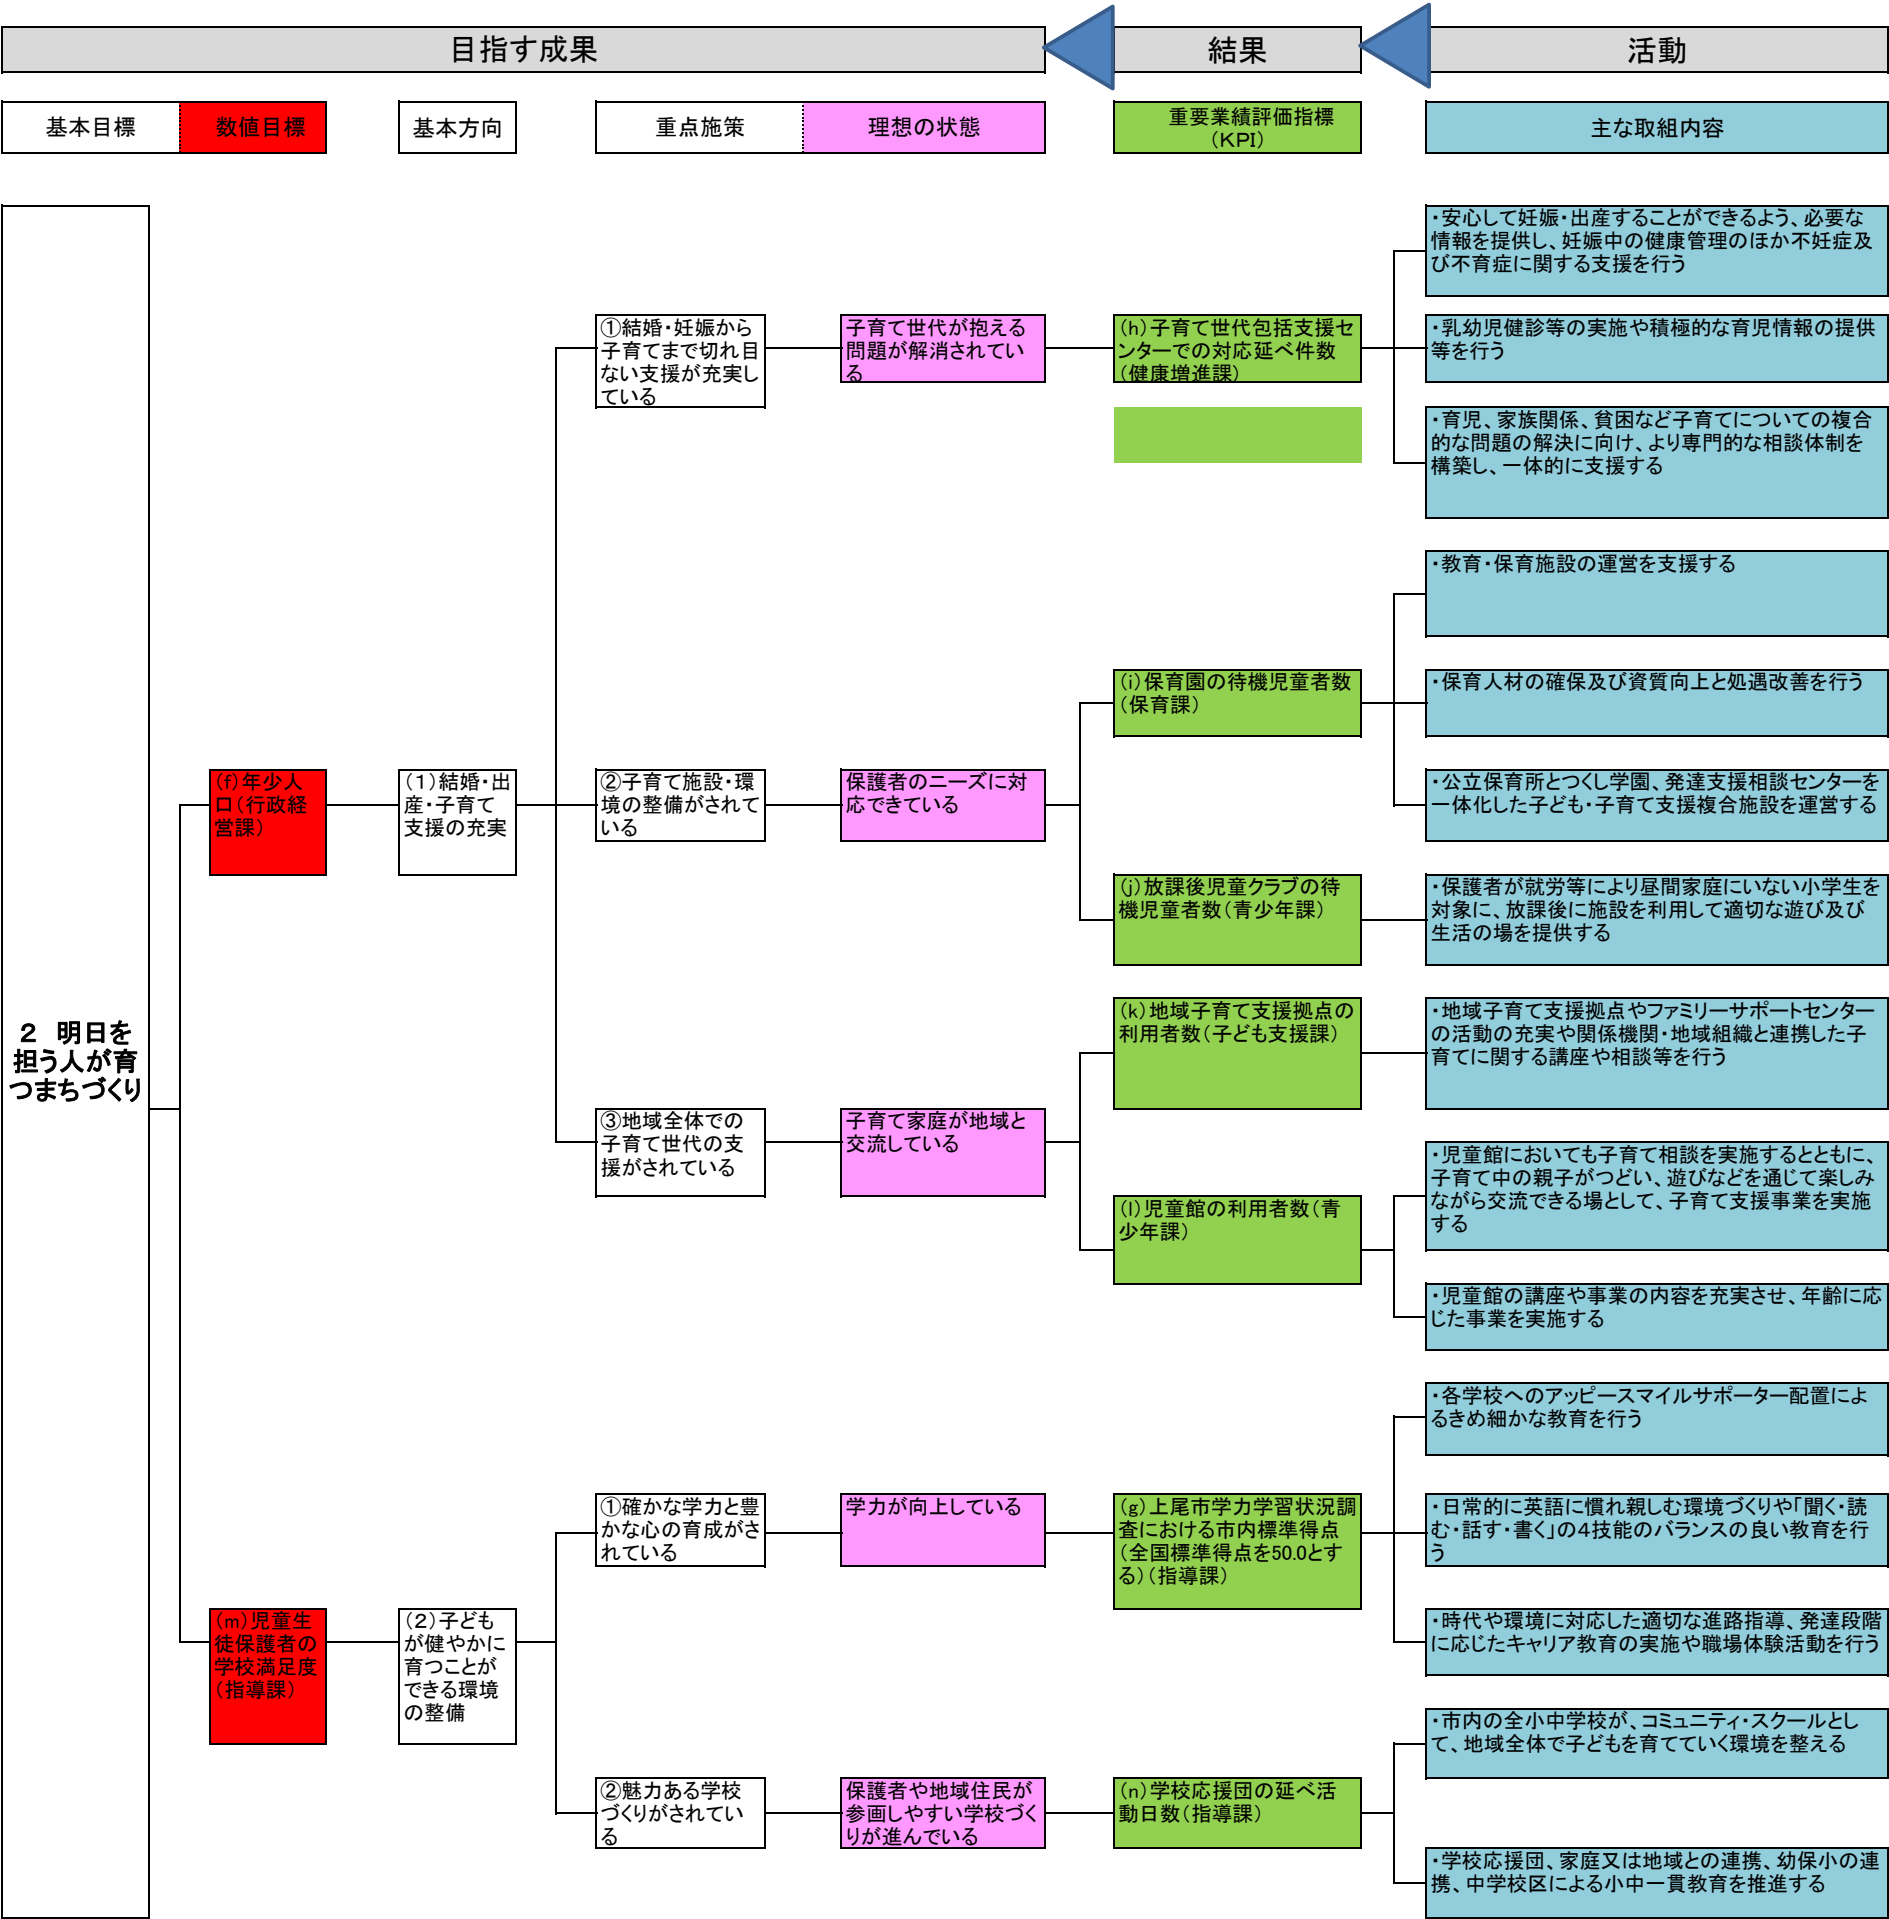 目指す成果
結果
活動
基本目標
数値目標
基本方向
重点施策
理想の状態
重要業績評価指標
（KPI）
主な取組内容
２　明日を
担う人が育
つまちづくり
(f)年少人
口（行政経
営課）
（１）結婚・出
産・子育て
支援の充実
①結婚・妊娠から
子育てまで切れ目
ない支援が充実し
ている
子育て世代が抱える
問題が解消されてい
る
(h)子育て世代包括支援セ
ンターでの対応延べ件数
（健康増進課）
・安心して妊娠・出産することができるよう、必要な
情報を提供し、妊娠中の健康管理のほか不妊症及
び不育症に関する支援を行う
・乳幼児健診等の実施や積極的な育児情報の提供
等を行う
・育児、家族関係、貧困など子育てについての複合
的な問題の解決に向け、より専門的な相談体制を
構築し、一体的に支援する
②子育て施設・環
境の整備がされて
いる
保護者のニーズに対
応できている
(i)保育園の待機児童者数
（保育課）
・教育・保育施設の運営を支援する
・保育人材の確保及び資質向上と処遇改善を行う
・公立保育所とつくし学園、発達支援相談センターを
一体化した子ども・子育て支援複合施設を運営する
(j)放課後児童クラブの待
機児童者数（青少年課）
・保護者が就労等により昼間家庭にいない小学生を
対象に、放課後に施設を利用して適切な遊び及び
生活の場を提供する
③地域全体での
子育て世代の支
援がされている
子育て家庭が地域と
交流している
(k)地域子育て支援拠点の
利用者数（子ども支援課）
・地域子育て支援拠点やファミリーサポートセンター
の活動の充実や関係機関・地域組織と連携した子
育てに関する講座や相談等を行う
(l)児童館の利用者数（青
少年課）
・児童館においても子育て相談を実施するとともに、
子育て中の親子がつどい、遊びなどを通じて楽しみ
ながら交流できる場として、子育て支援事業を実施
する
・児童館の講座や事業の内容を充実させ、年齢に応
じた事業を実施する
(m)児童生
徒保護者の
学校満足度
（指導課）
（２）子ども
が健やかに
育つことが
できる環境
の整備
①確かな学力と豊
かな心の育成がさ
れている
学力が向上している
(g)上尾市学力学習状況調
査における市内標準得点
（全国標準得点を50.0とす
る）（指導課）
・各学校へのアッピースマイルサポーター配置によ
るきめ細かな教育を行う
・日常的に英語に慣れ親しむ環境づくりや「聞く・読
む・話す・書く」の４技能のバランスの良い教育を行
う
・時代や環境に対応した適切な進路指導、発達段階
に応じたキャリア教育の実施や職場体験活動を行う
②魅力ある学校
づくりがされてい
る
保護者や地域住民が
参画しやすい学校づく
りが進んでいる
(n)学校応援団の延べ活
動日数（指導課）
・市内の全小中学校が、コミュニティ・スクールとし
て、地域全体で子どもを育てていく環境を整える
・学校応援団、家庭又は地域との連携、幼保小の連
携、中学校区による小中一貫教育を推進する